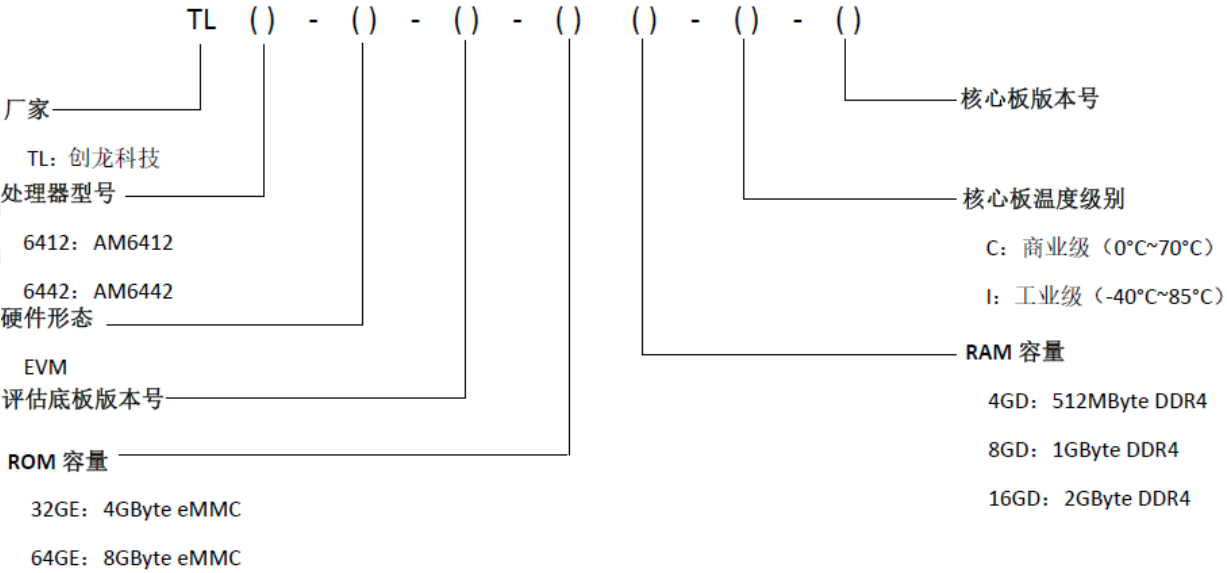 TL () - () - () - () () - () - ()
厂家
TL：创龙科技
处理器型号
6412：AM6412
6442：AM6442
硬件形态
EVM
评估底板版本号
ROM 容量
32GE：4GByte eMMC
64GE：8GByte eMMC
核心板版本号
核心板温度级别
C：商业级（0°C~70°C）
I：工业级（-40°C~85°C）
RAM 容量
4GD：512MByte DDR4
8GD：1GByte DDR4
16GD：2GByte DDR4